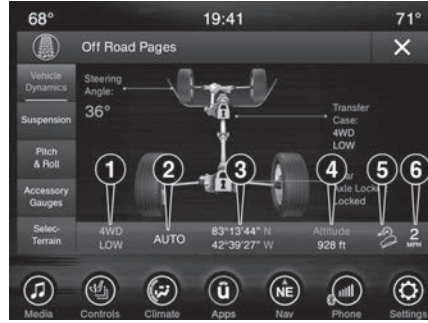 68° 19:41 71°
Off Road Pages X
Vehicle
Dynamics
Suspension
Pitch
& Roll
Accessory
Gauges
Selec-
Terrain
Steering
Angle:
36°
Transfer
Case:
4WD
LOW
Axle Lock
Locked
1 2 3 4 5 6
4WD
LOW
AUTO
83°13'44" N
42°39'27" W
Altitude
928 ft
2
MPH
Media Controls Climate Apps Nav Phone Settings
û NE